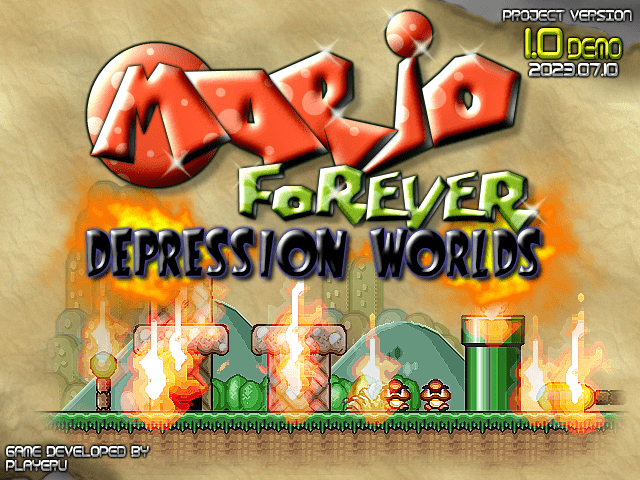 PROJECT VERSION
1.0 DEMO
2023.07.10
MARIO
FOREVER
DEPRESSION WORLDS
GAME DEVELOPED BY
PLAYERU